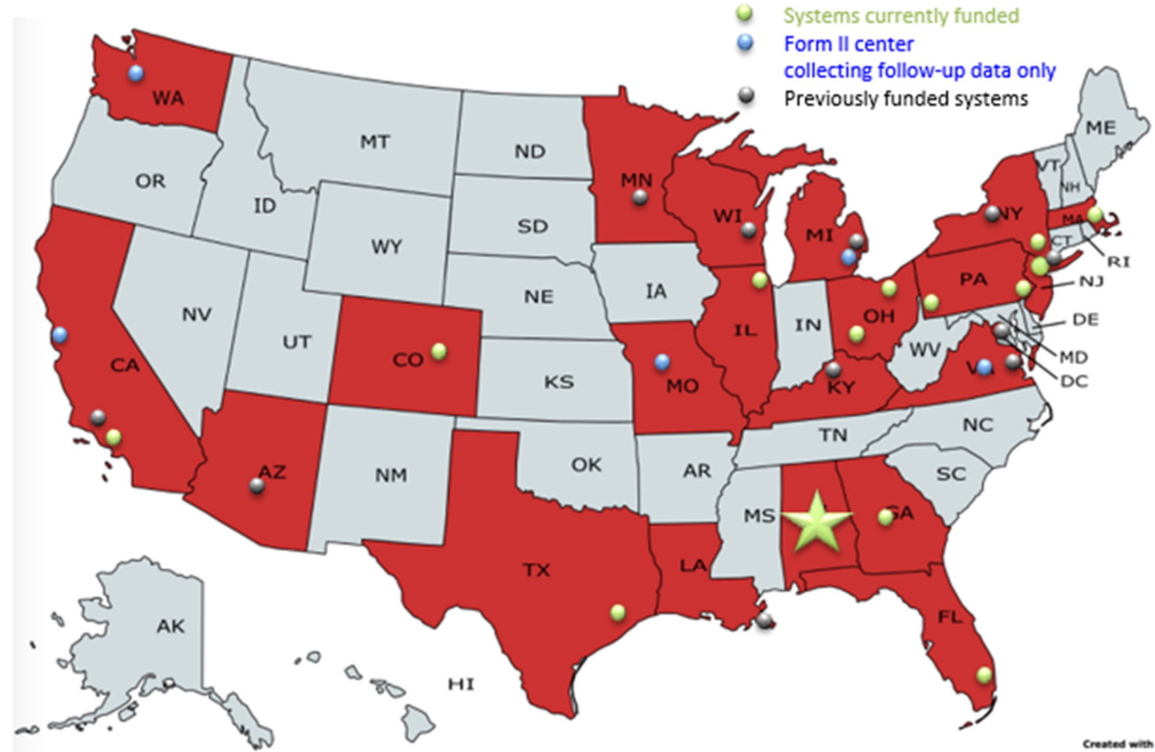 Systems currently funded
Form II center
collecting follow-up data only
Previously funded systems
WA
MT
ND
MN
ME
VT
NH
OR
ID
SD
WI
MI
NY
MA
CT
RI
WY
IA
PA
NJ
NV
NE
IL
IN
OH
DE
UT
CO
WV
MD
CA
KS
MO
KY
VA
DC
AZ
NM
OK
AR
TN
NC
SC
MS
GA
TX
LA
FL
AK
HI
Created with